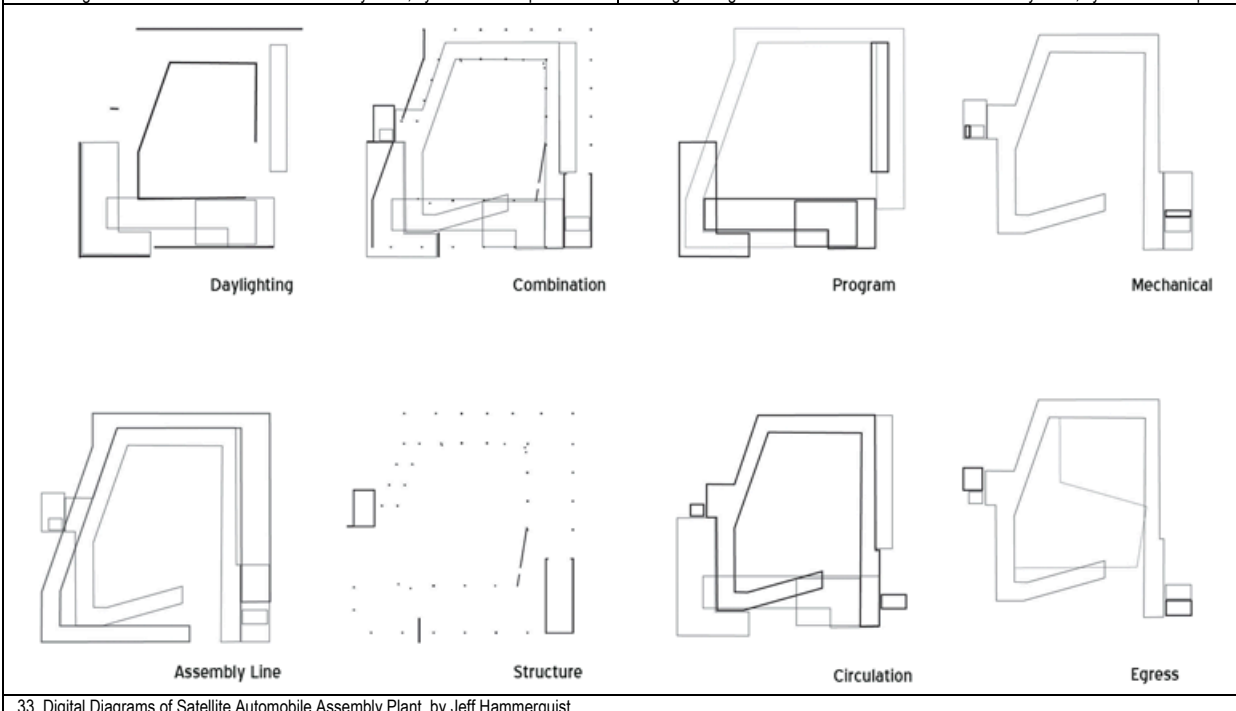 Daylighting
Combination
Program
Mechanical
Assembly Line
Structure
Circulation
Egress
33. Digital Diagrams of Satellite Automobile Assembly Plant, by Jeff Hammerquist